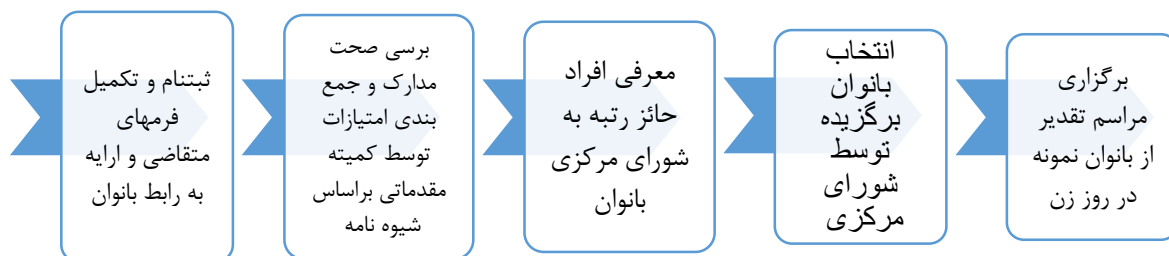 ثبتنام و تکمیل
فرمهای
متقاضی و ارایه
به رابط بانوان
برسی صحت
مدارک و جمع
بندی امتیازات
توسط کمیته
مقدماتی براساس
شیوه نامه
معرفی افراد
حائز رتبه به
شورای مرکزی
بانوان
انتخاب
بانوان
برگزیده
توسط
شورای
مرکزی
برگزاری
مراسم تقدیر
از بانوان نمونه
در روز زن